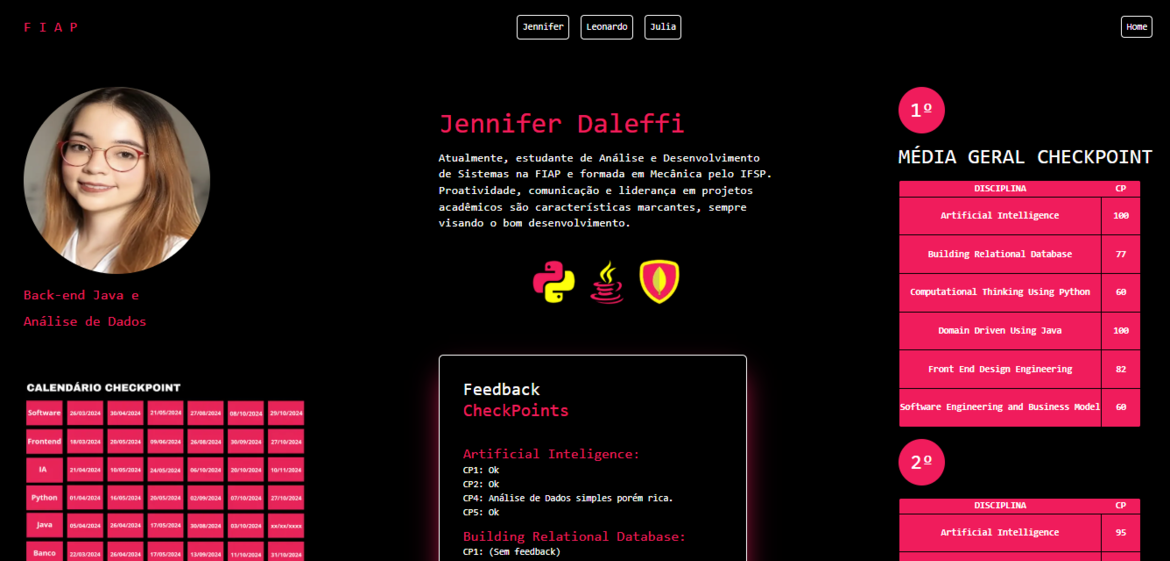 F I A P
Jennifer
Leonardo
Julia
Home
Back-end Java e
Análise de Dados
CALENDÁRIO CHECKPOINT
Software 26/03/2024 30/04/2024 21/05/2024 27/08/2024 08/10/2024 29/10/2024
Frontend 18/03/2024 28/05/2024 09/06/2024 26/08/2024 30/09/2024 27/10/2024
IA 21/04/2024 10/05/2024 24/05/2024 06/10/2024 20/10/2024 10/11/2024
Python 01/04/2024 16/05/2024 20/05/2024 02/09/2024 07/10/2024 27/10/2024
Java 05/04/2024 26/04/2024 17/05/2024 30/08/2024 03/10/2024 xx/xx/xxxx
Banco 22/03/2024 26/04/2024 17/05/2024 13/09/2024 11/10/2024 31/10/2024
Jennifer Daleffi
Atualmente, estudante de Análise e Desenvolvimento
de Sistemas na FIAP e formada em Mecânica pelo IFSP.
Proatividade, comunicação e liderança em projetos
acadêmicos são características marcantes, sempre
visando o bom desenvolvimento.
Feedback
CheckPoints
Artificial Inteligence:
CP1: Ok
CP2: Ok
CP4: Análise de Dados simples porém rica.
CP5: Ok
Building Relational Database:
CP1: (Sem feedback)
1º
MÉDIA GERAL CHECKPOINT
DISCIPLINA CP
Artificial Intelligence 100
Building Relational Database 77
Computational Thinking Using Python 60
Domain Driven Using Java 100
Front End Design Engineering 82
Software Engineering and Business Model 60
2º
DISCIPLINA CP
Artificial Intelligence 95